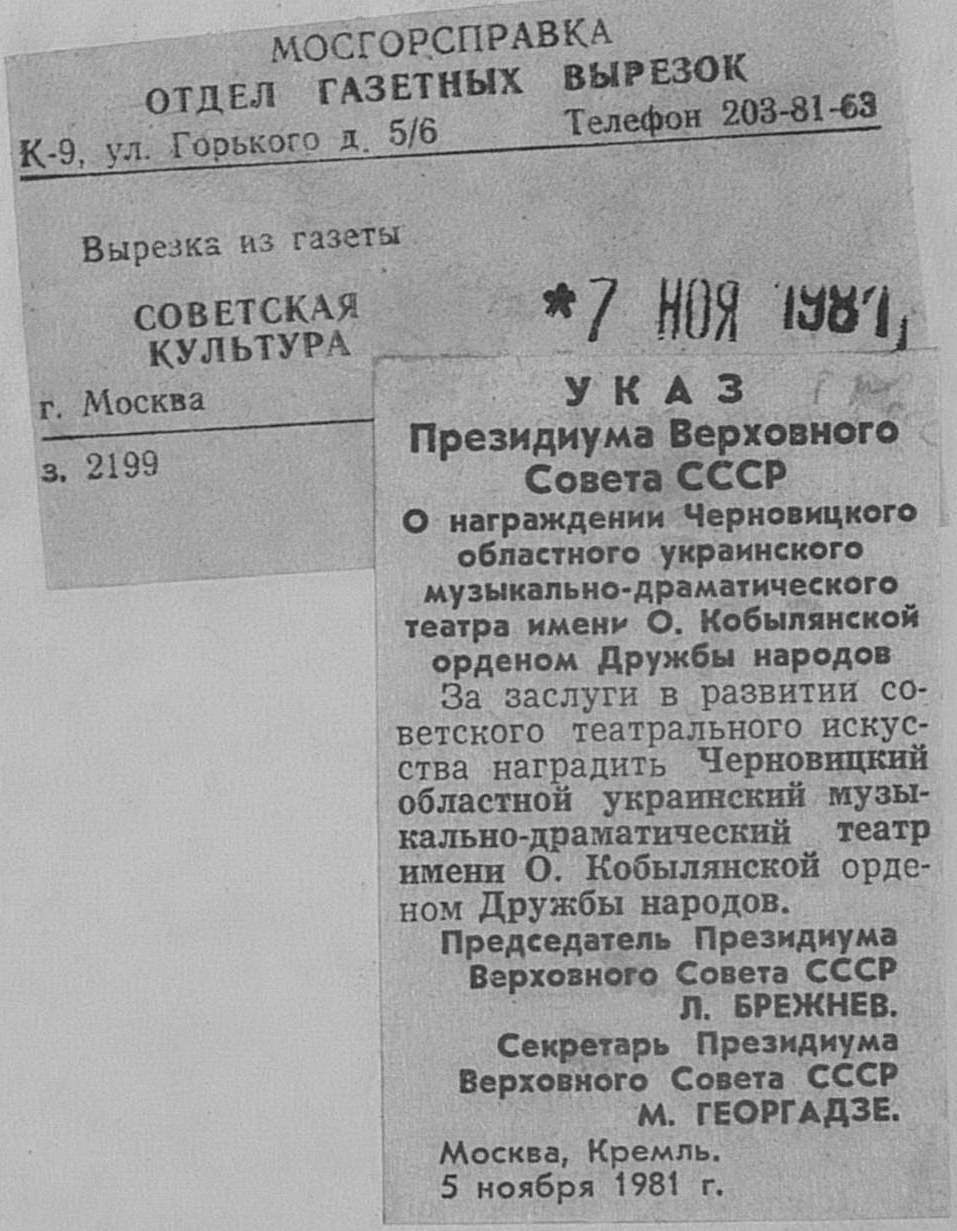 МОСГОРСПРАВКА
ОТДЕЛ ГАЗЕТНЫХ ВЫРЕЗОК
К-9, ул. Горького д. 5/6 Телефон 203-81-63
Вырезка из газеты
СОВЕТСКАЯ
КУЛЬТУРА
*7 НОЯ 1981
г. Москва
з. 2199
УКАЗ
Президиума Верховного
Совета СССР
О награждении Черновицкого
областного украинского
музыкально-драматического
театра имени О. Кобылянской
орденом Дружбы народов
За заслуги в развитии со-
ветского театрального искус-
ства наградить Черновицкий
областной украинский музы-
кально-драматический театр
имени О. Кобылянской орде-
ном Дружбы народов.
Председатель Президиума
Верховного Совета СССР
Л. БРЕЖНЕВ.
Секретарь Президиума
Верховного Совета СССР
М. ГЕОРГАДЗЕ.
Москва, Кремль.
5 ноября 1981 г.